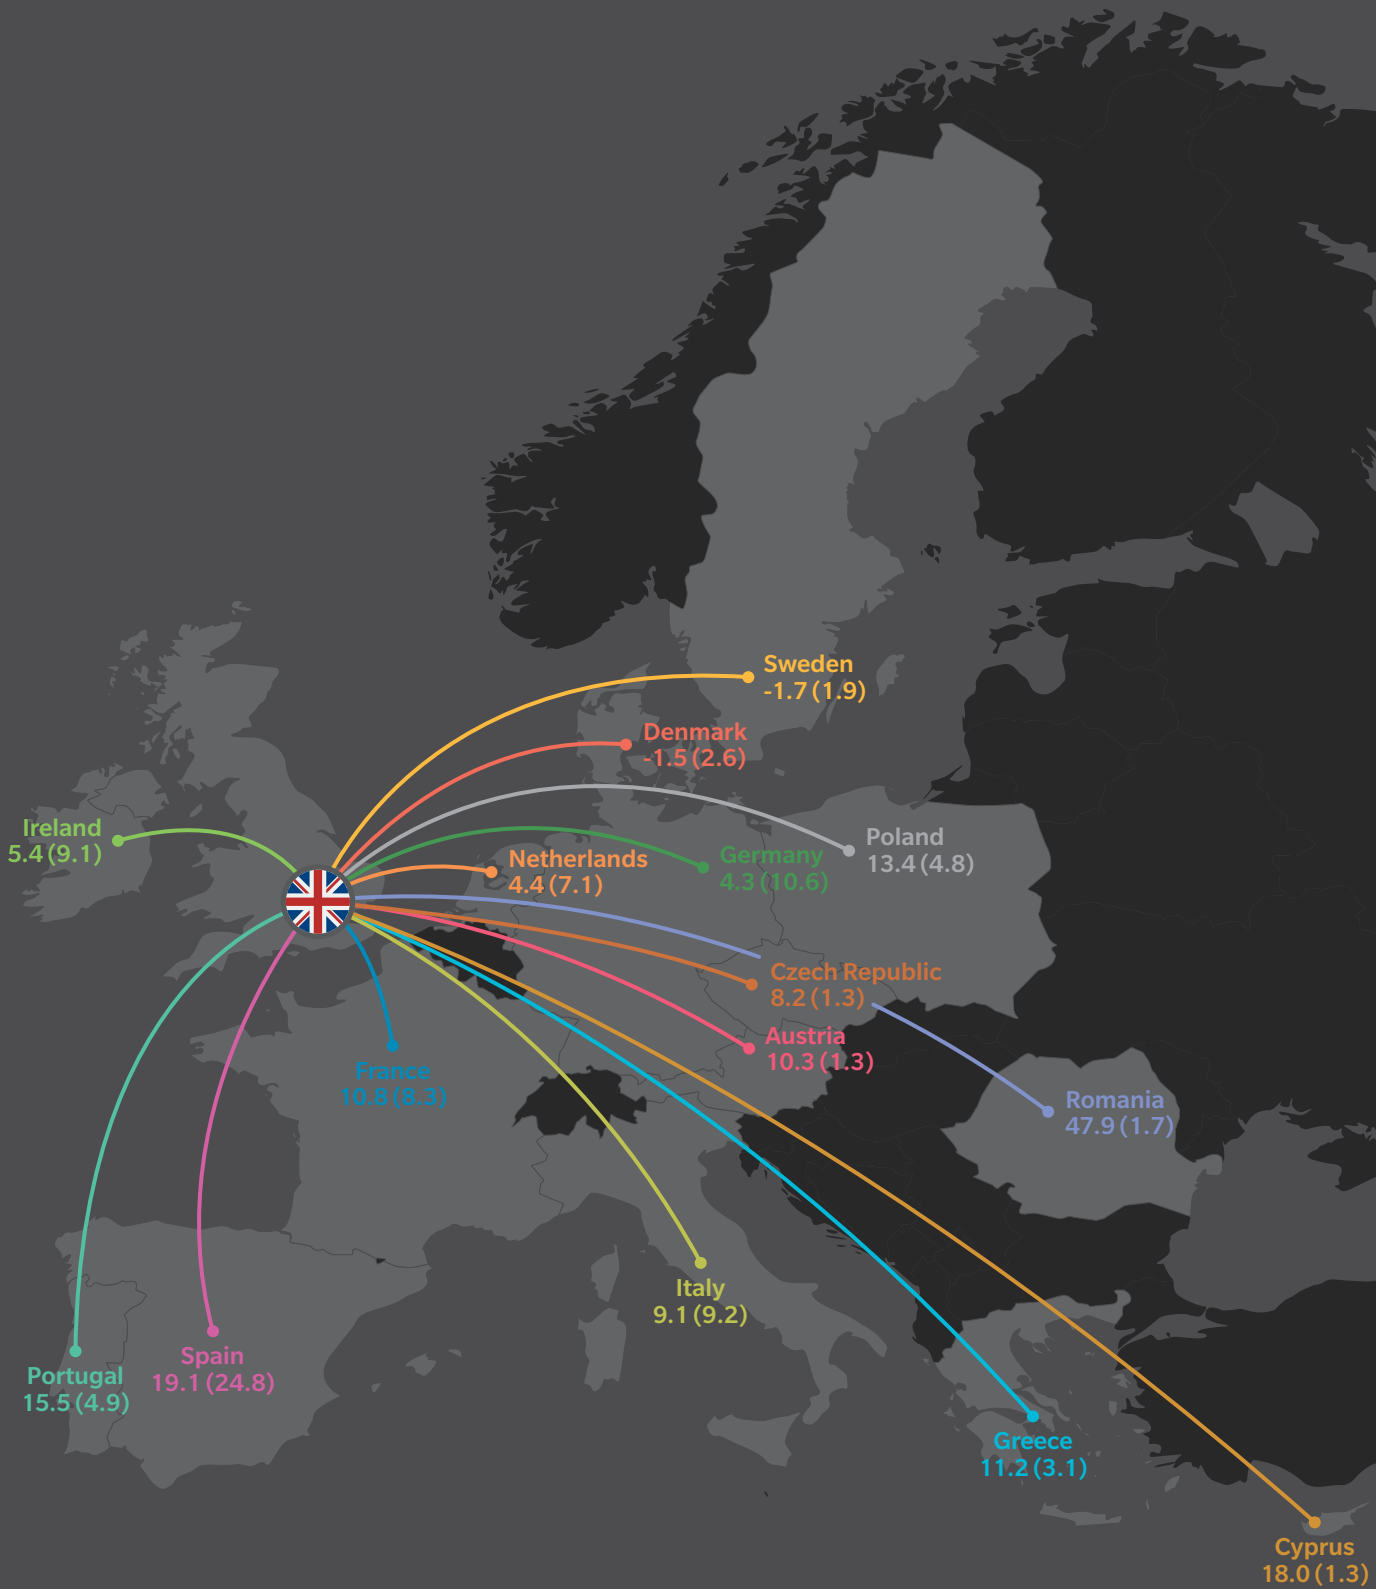 Sweden
-1.7 (1.9)
Denmark
-1.5 (2.6)
Ireland
5.4 (9.1)
Poland
13.4 (4.8)
Netherlands
4.4 (7.1)
Germany
4.3 (10.6)
Czech Republic
8.2 (1.3)
Austria
10.3 (1.3)
France
10.8 (8.3)
Romania
47.9 (1.7)
Italy
9.1 (9.2)
Spain
19.1 (24.8)
Portugal
15.5 (4.9)
Greece
11.2 (3.1)
Cyprus
18.0 (1.3)